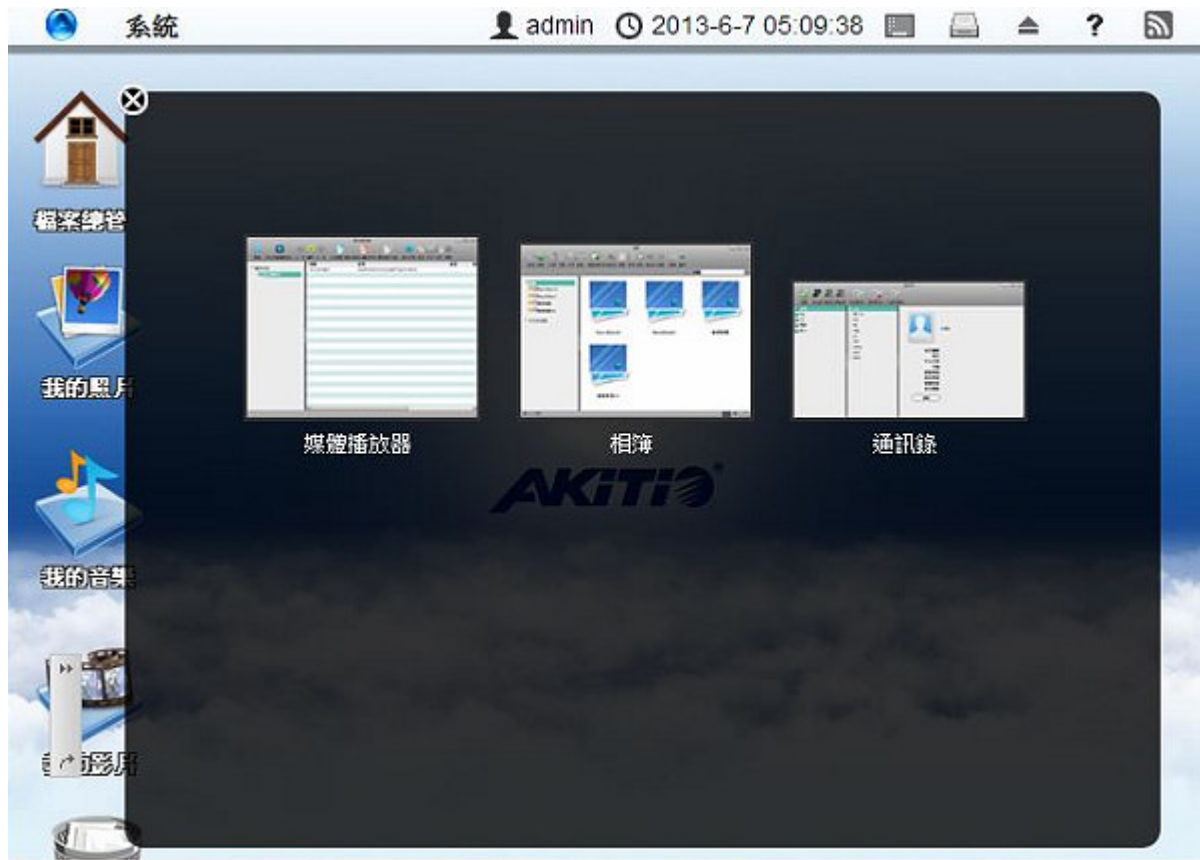 系統 admin 2013-6-7 05:09:38
檔案總管
我的照片
媒體播放器 相簿 通訊錄
AKiTiO
我的音樂